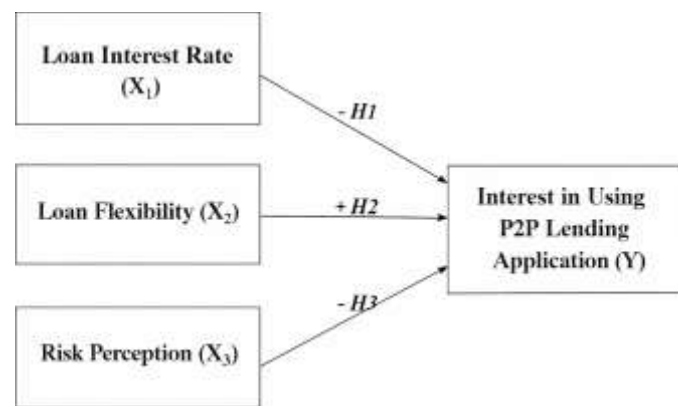 Loan Interest Rate
(X₁)
- H1
Loan Flexibility (X₂)
+ H2
Interest in Using
P2P Lending
Application (Y)
- H3
Risk Perception (X₃)